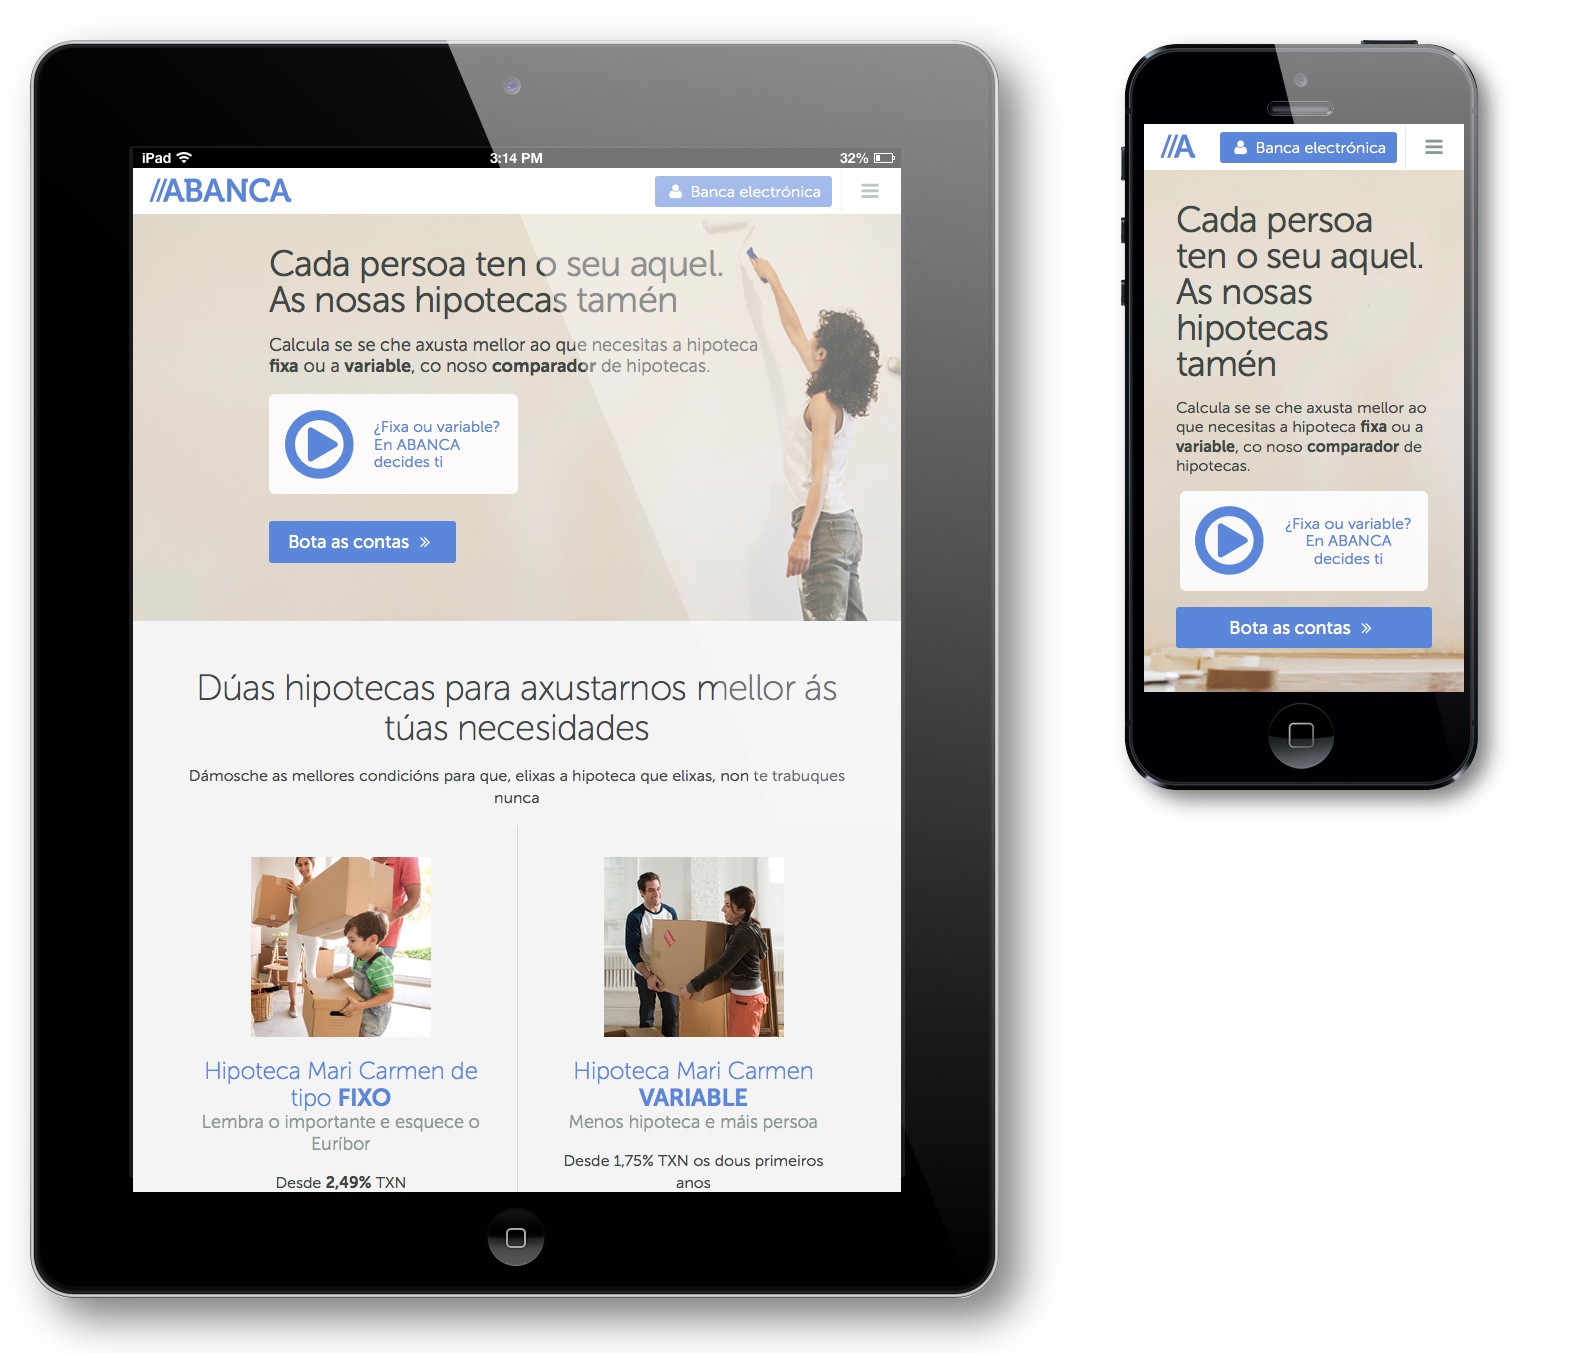 iPad 3:14 PM 32%
//ABANCA Banca electrónica
Cada persoa ten o seu aquel.
As nosas hipotecas tamén
Calcula se se che axusta mellor ao que necesitas a hipoteca
fixa ou a variable, co noso comparador de hipotecas.
¿Fixa ou variable?
En ABANCA
decides ti
Bota as contas »
Dúas hipotecas para axustarnos mellor ás
túas necesidades
Dámosche as mellores condicións para que, elixas a hipoteca que elixas, non te trabuques
nunca
Hipoteca Mari Carmen de
tipo FIXO
Lembra o importante e esquece o
Euríbor
Desde 2,49% TXN
Hipoteca Mari Carmen
VARIABLE
Menos hipoteca e máis persoa
Desde 1,75% TXN os dous primeiros
anos
//A Banca electrónica
Cada persoa
ten o seu aquel.
As nosas
hipotecas
tamén
Calcula se se che axusta mellor ao
que necesitas a hipoteca fixa ou a
variable, co noso comparador de
hipotecas.
¿Fixa ou variable?
En ABANCA
decides ti
Bota as contas »